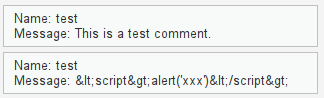 Name: test
Message: This is a test comment.
Name: test
Message: &lt;script&gt;alert('xxx')&lt;/script&gt;